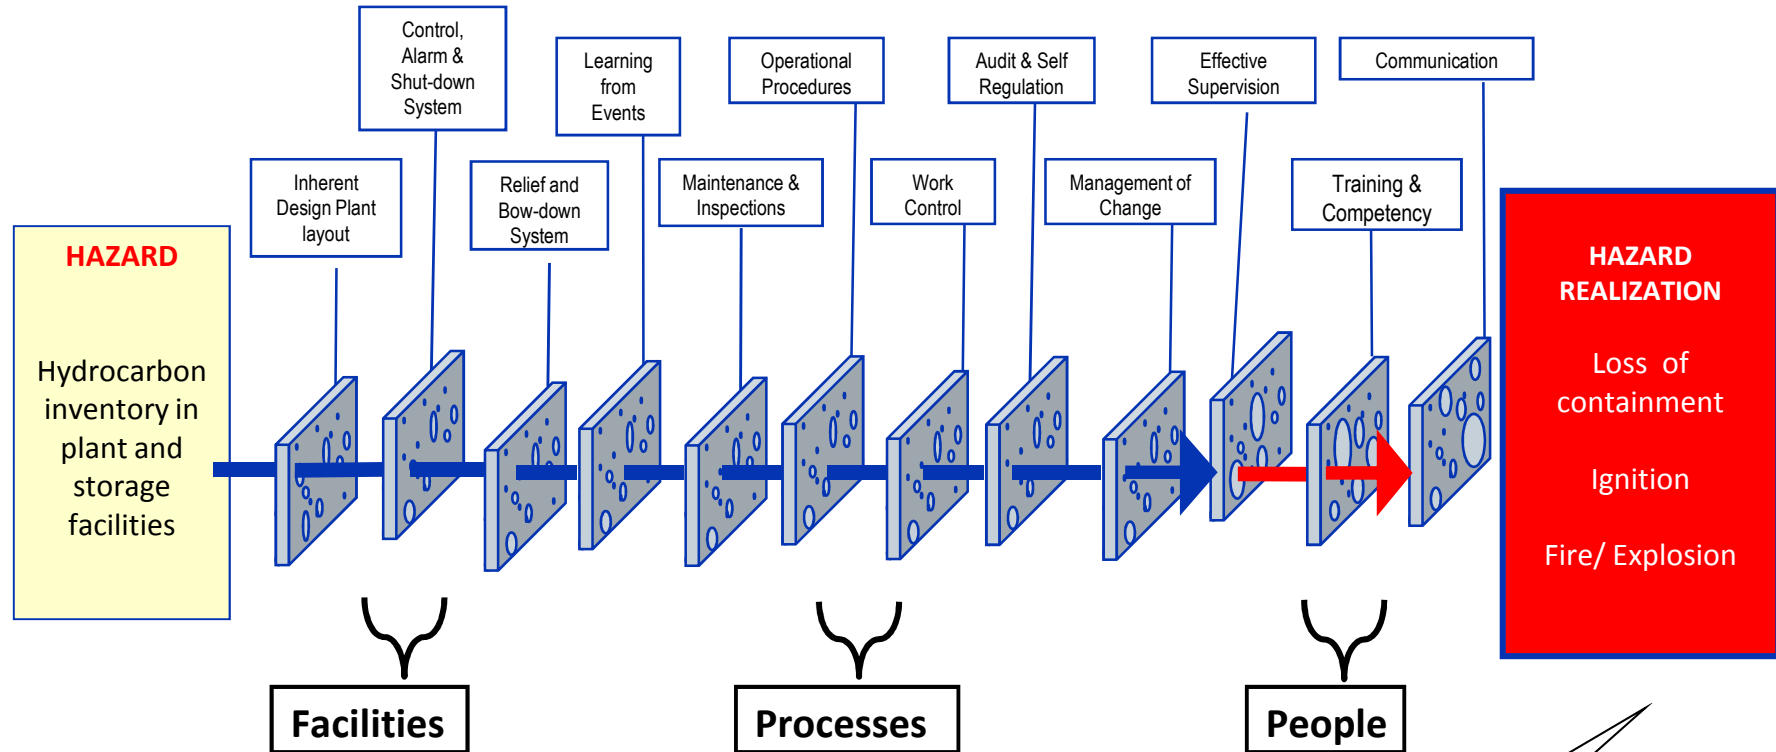 Control,
Alarm &
Shut-down
System
Learning
from
Events
Operational
Procedures
Audit & Self
Regulation
Effective
Supervision
Communication
Inherent
Design Plant
layout
Relief and
Bow-down
System
Maintenance &
Inspections
Work
Control
Management of
Change
Training &
Competency
HAZARD
Hydrocarbon
inventory in
plant and
storage
facilities
HAZARD
REALIZATION
Loss of
containment
Ignition
Fire/ Explosion
Facilities
Processes
People